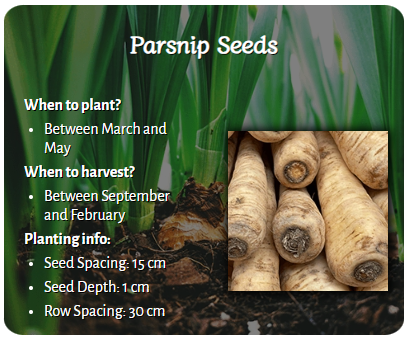 Parsnip Seeds
When to plant?
• Between March and
May
When to harvest?
• Between September
and February
Planting info:
• Seed Spacing: 15 cm
• Seed Depth: 1 cm
• Row Spacing: 30 cm